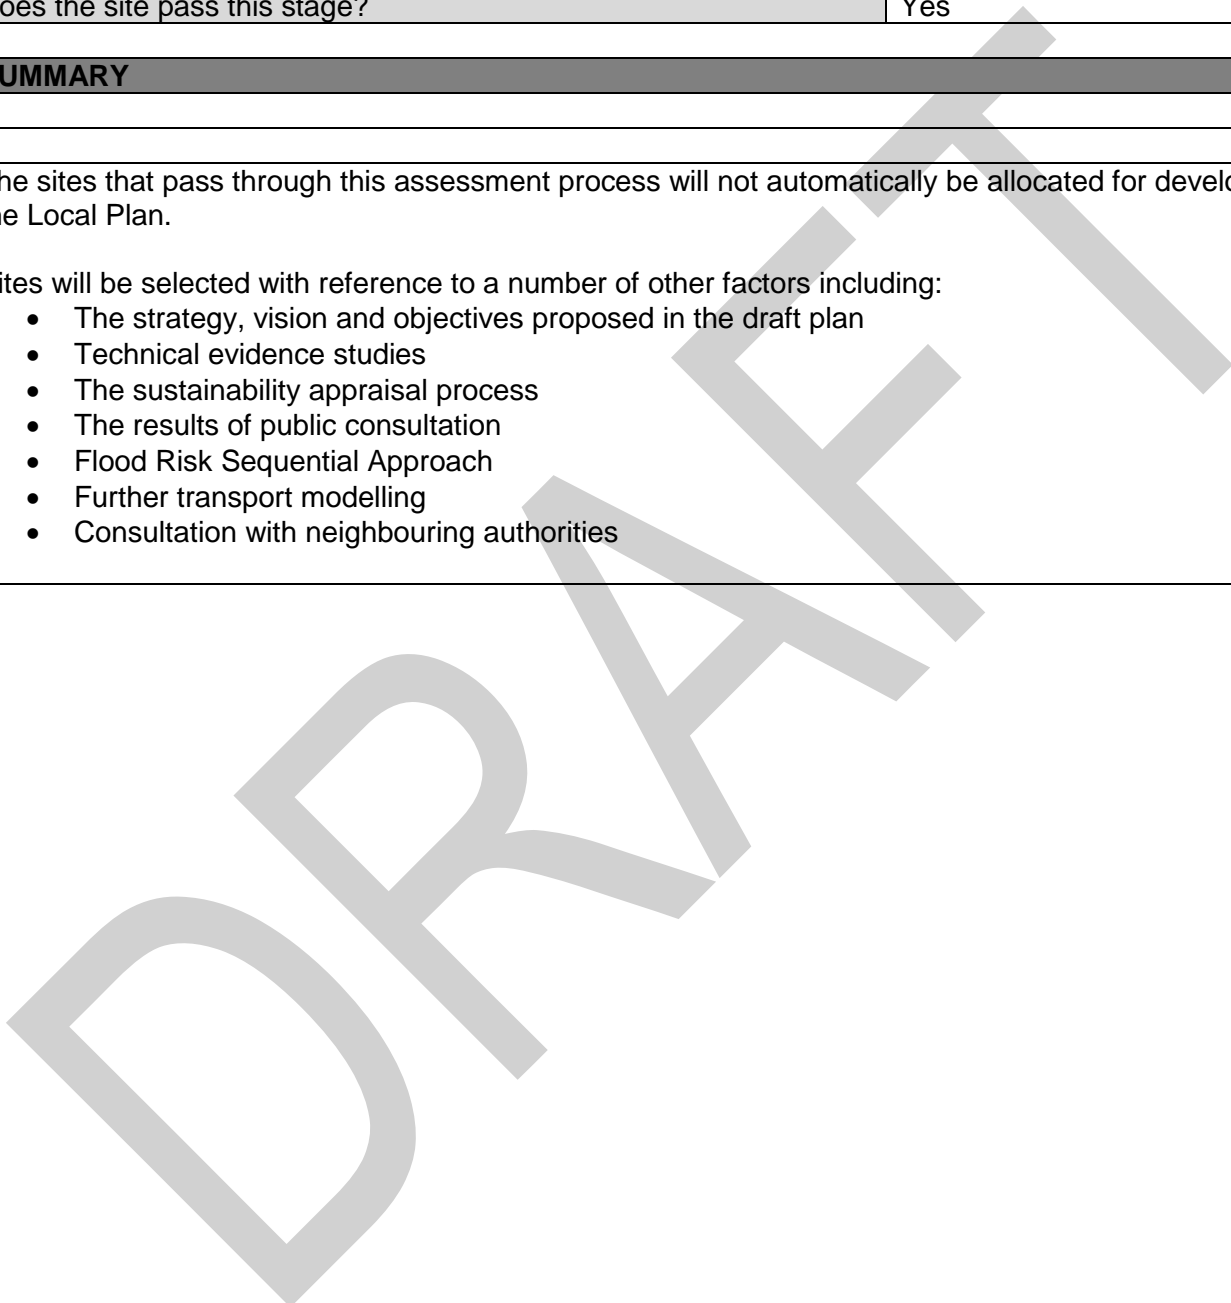 oes the site pass this stage? Yes
UMMARY
he sites that pass through this assessment process will not automatically be allocated for develo
he Local Plan.
ites will be selected with reference to a number of other factors including:
• The strategy, vision and objectives proposed in the draft plan
• Technical evidence studies
• The sustainability appraisal process
• The results of public consultation
• Flood Risk Sequential Approach
• Further transport modelling
• Consultation with neighbouring authorities
DRAFT